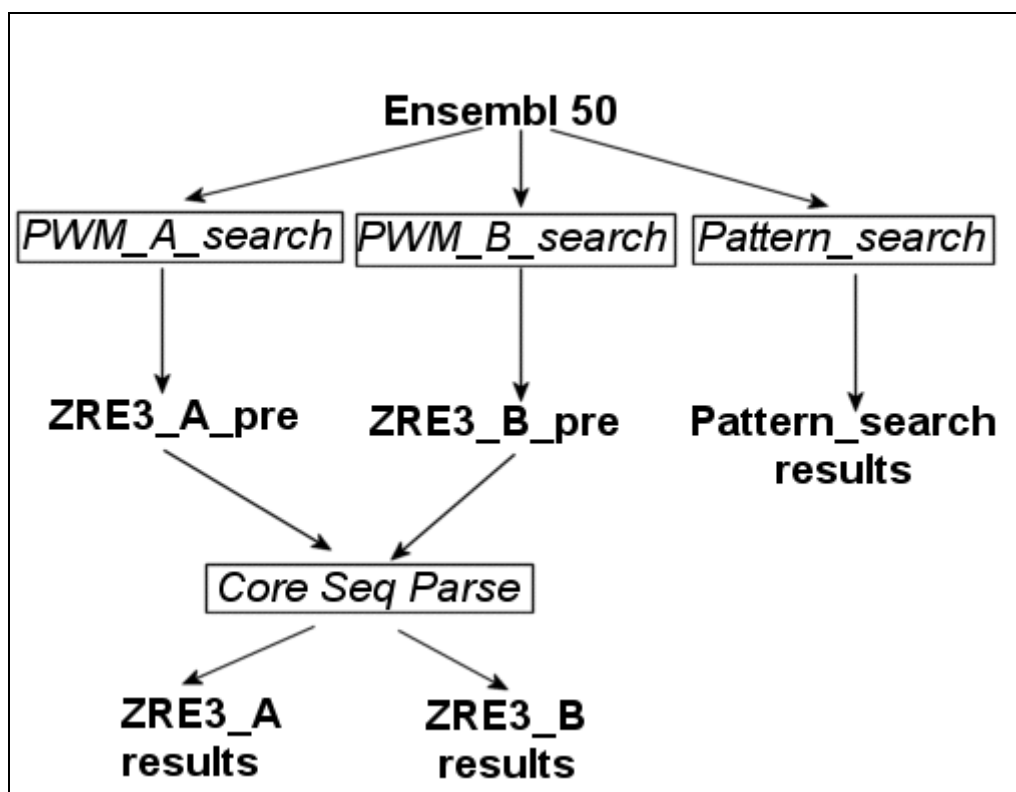 Ensembl 50
PWM_A_search
PWM_B_search
Pattern_search
ZRE3_A_pre
ZRE3_B_pre
Pattern_search
results
Core Seq Parse
ZRE3_A
results
ZRE3_B
results